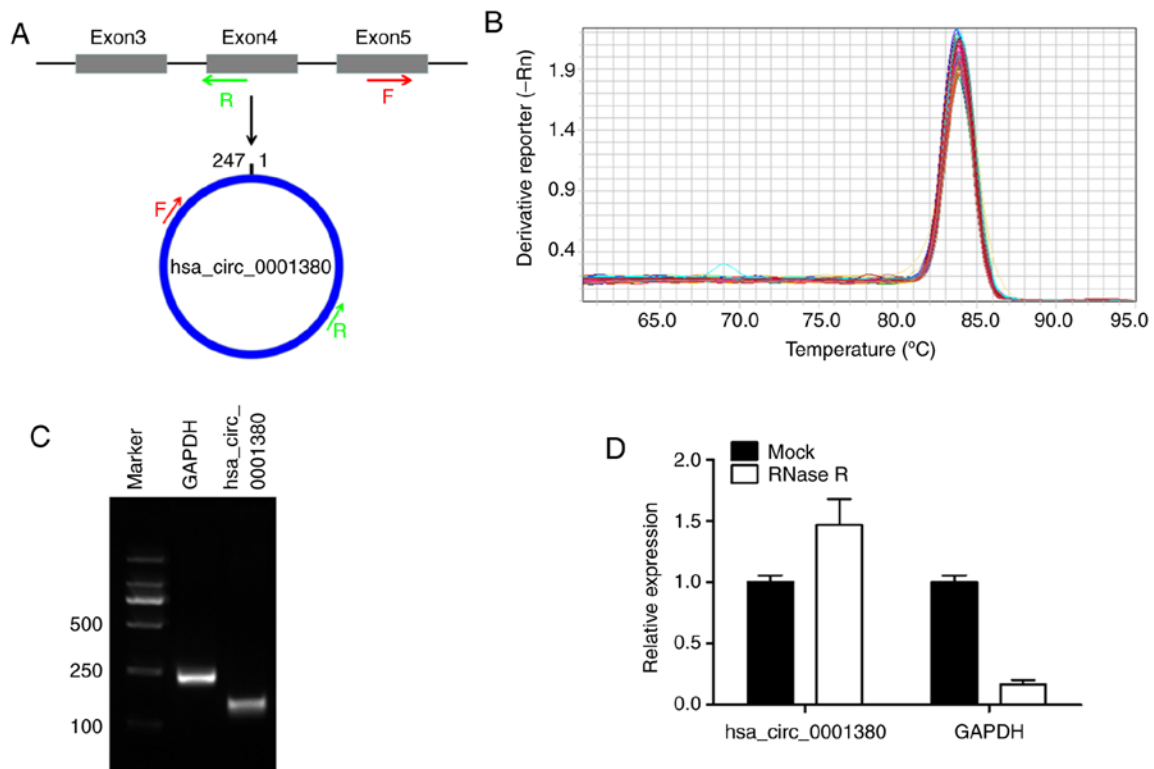 A
Exon3 Exon4 Exon5
R
F
247 1
F
hsa_circ_0001380
R
B
Derivative reporter (−Rn)
1.9
1.4
0.9
0.4
65.0 70.0 75.0 80.0 85.0 90.0 95.0
Temperature (ºC)
C
Marker
GAPDH
hsa_circ_
0001380
500
250
100
D
Mock
RNase R
Relative expression
2.0
1.5
1.0
0.5
0.0
hsa_circ_0001380 GAPDH